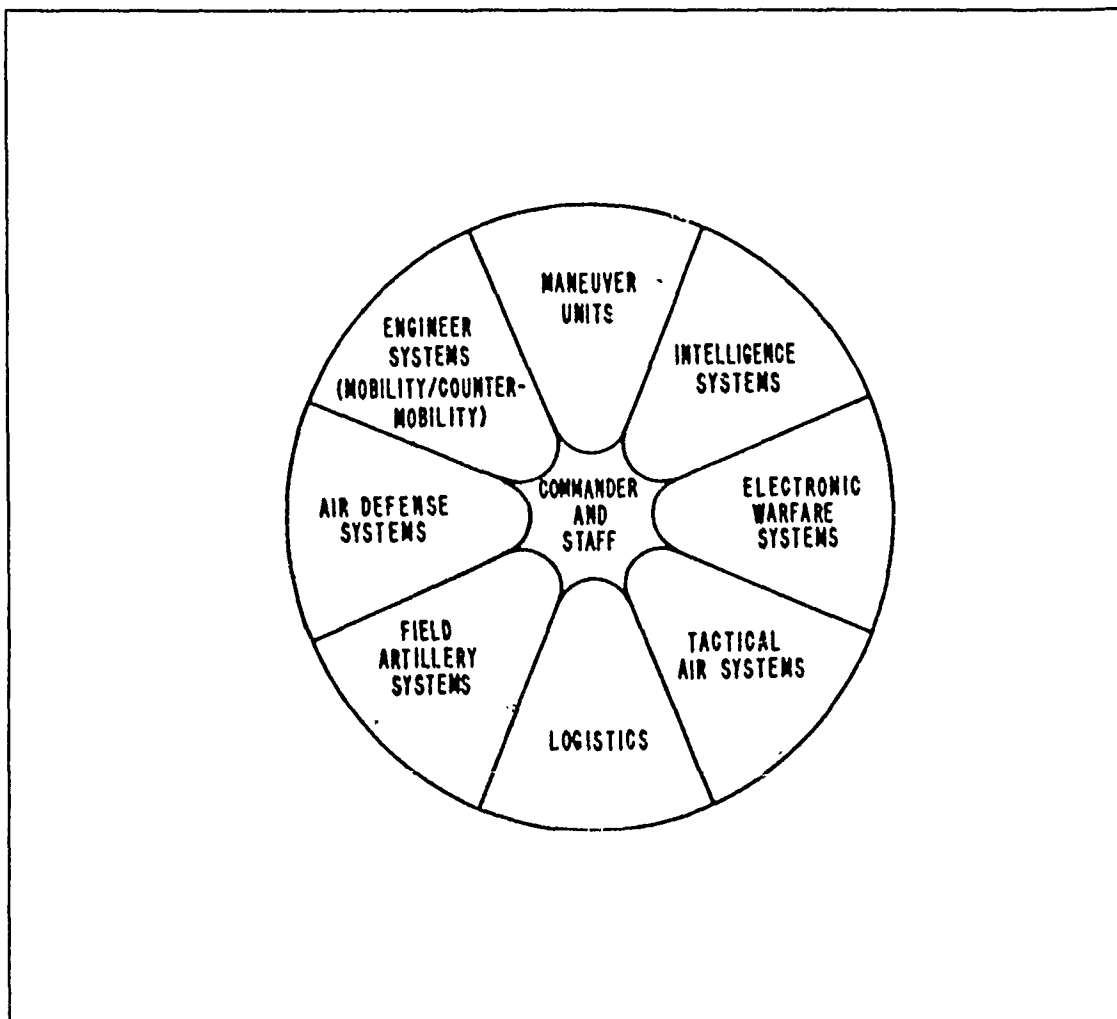 MANEUVER
UNITS
INTELLIGENCE
SYSTEMS
ELECTRONIC
WARFARE
SYSTEMS
TACTICAL
AIR SYSTEMS
LOGISTICS
FIELD
ARTILLERY
SYSTEMS
AIR DEFENSE
SYSTEMS
ENGINEER
SYSTEMS
(MOBILITY/COUNTER-
MOBILITY)
COMMANDER
AND
STAFF